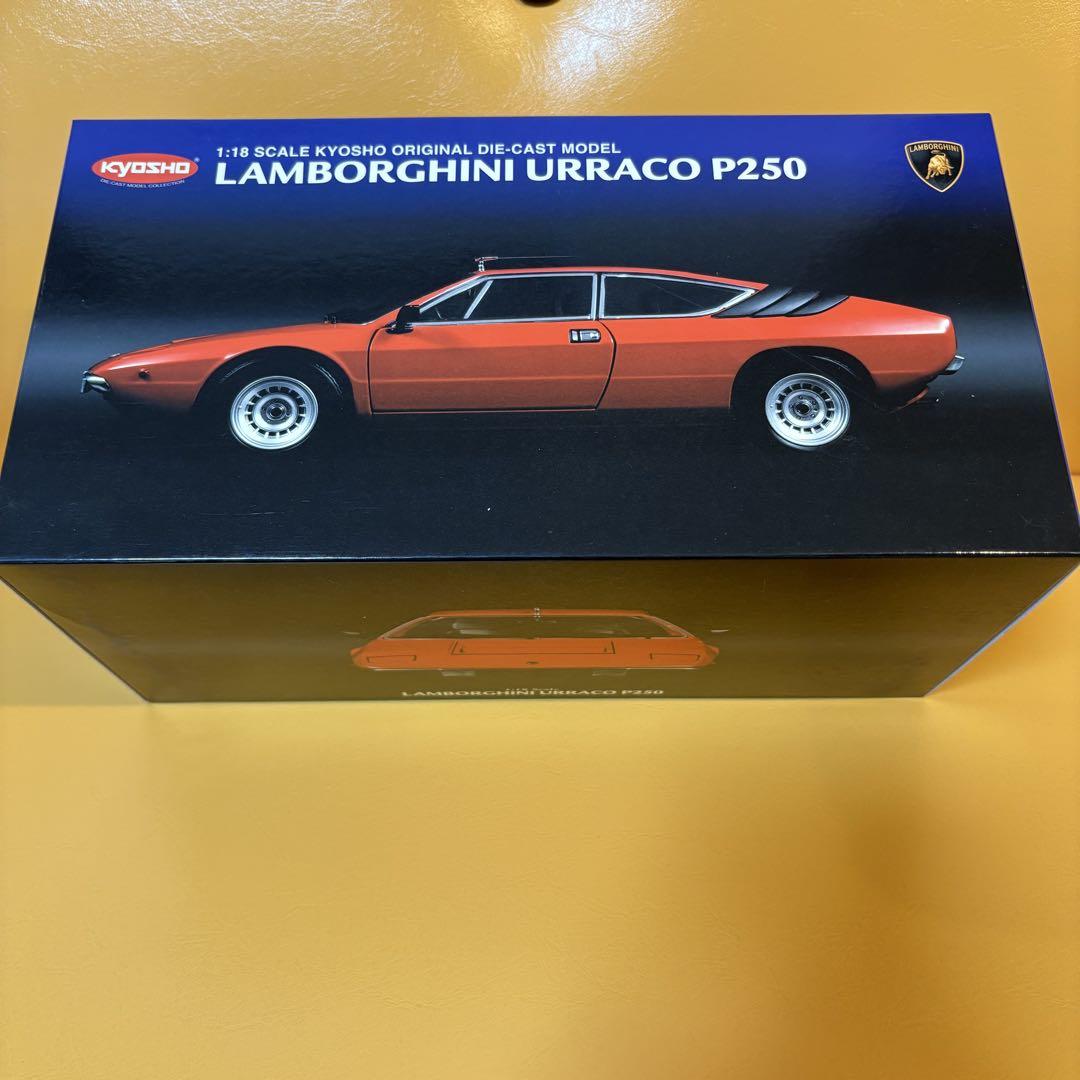 KYOSHO
DIE-CAST MODEL COLLECTION
1:18 SCALE KYOSHO ORIGINAL DIE-CAST MODEL
LAMBORGHINI URRACO P250
LAMBORGHINI
LAMBORGHINI URRACO P250